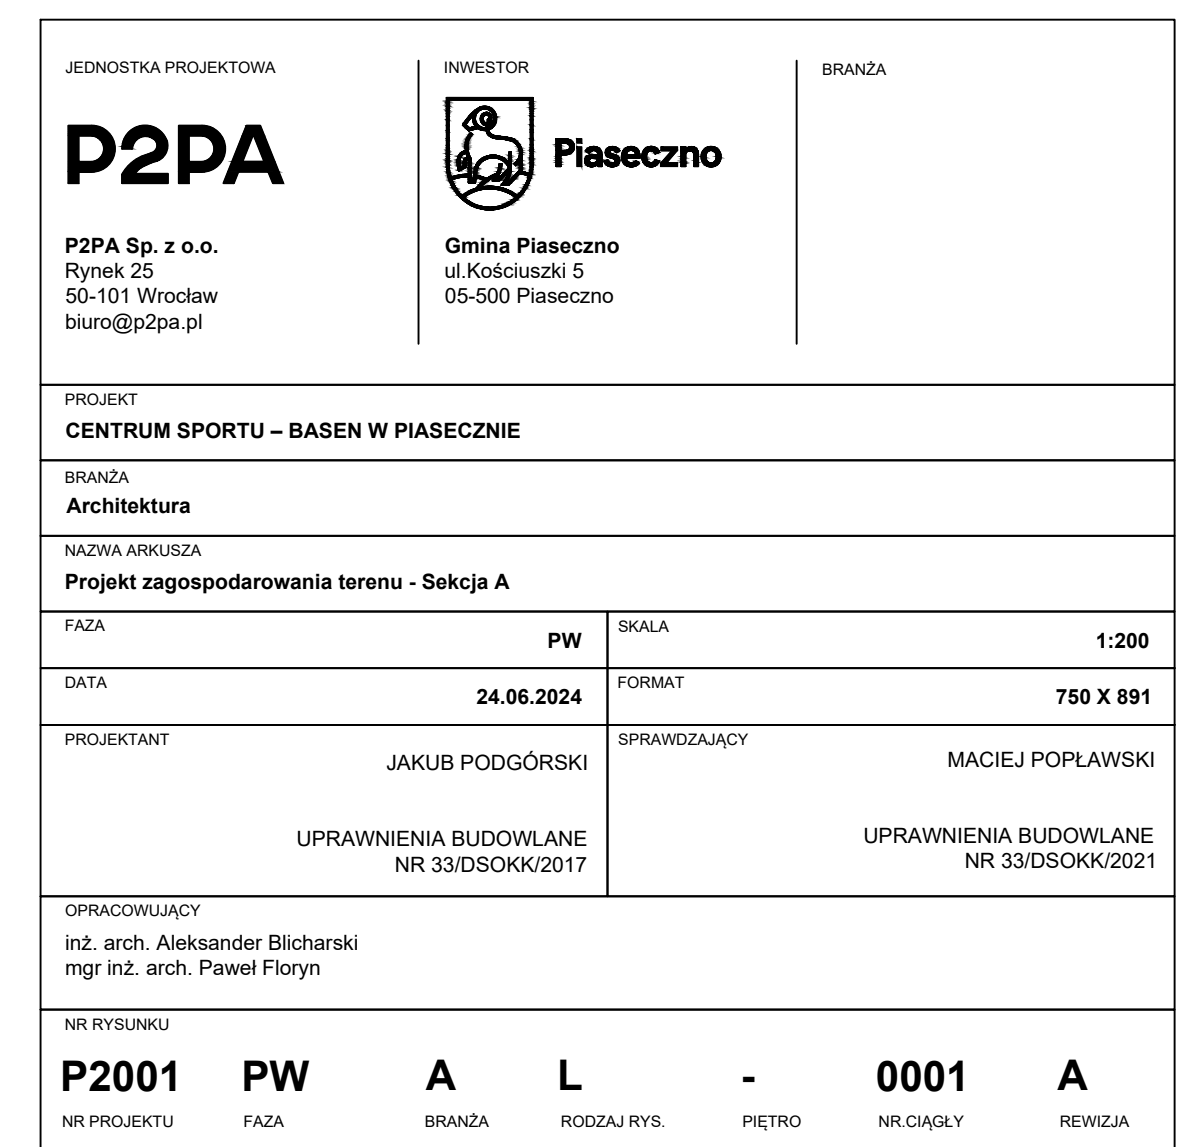 JEDNOSTKA PROJEKTOWA
P2PA
P2PA Sp. z o.o.
Rynek 25
50-101 Wrocław
biuro@p2pa.pl
INWESTOR
Piaseczno
Gmina Piaseczno
ul.Kościuszki 5
05-500 Piaseczno
BRANŻA
PROJEKT
CENTRUM SPORTU – BASEN W PIASECZNIE
BRANŻA
Architektura
NAZWA ARKUSZA
Projekt zagospodarowania terenu - Sekcja A
FAZA
PW
SKALA
1:200
DATA
24.06.2024
FORMAT
750 X 891
PROJEKTANT
JAKUB PODGÓRSKI
UPRAWNIENIA BUDOWLANE
NR 33/DSOKK/2017
SPRAWDZAJĄCY
MACIEJ POPŁAWSKI
UPRAWNIENIA BUDOWLANE
NR 33/DSOKK/2021
OPRACOWUJĄCY
inż. arch. Aleksander Blicharski
mgr inż. arch. Paweł Floryn
NR RYSUNKU
P2001 PW A L - 0001 A
NR PROJEKTU FAZA BRANŻA RODZAJ RYS. PIĘTRO NR.CIĄGŁY REWIZJA